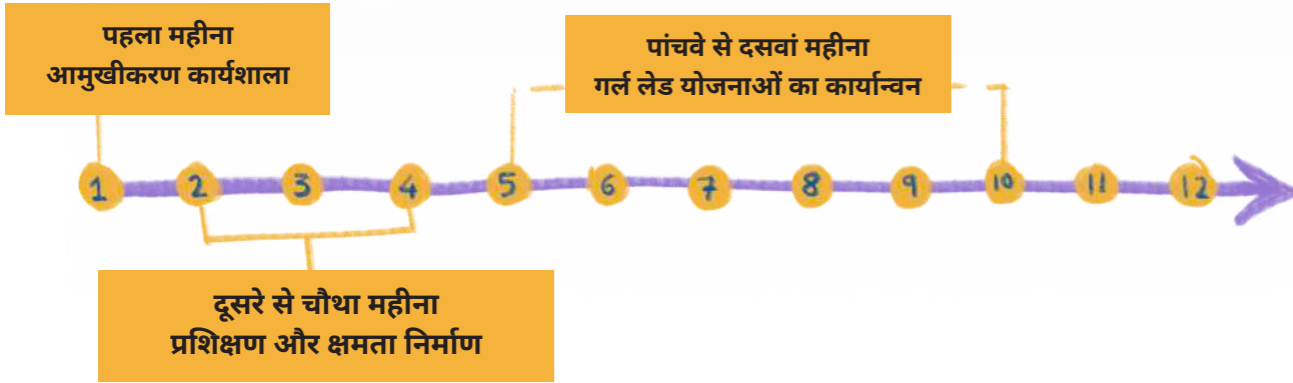 पहला महीना
आमुखीकरण कार्यशाला
पांचवे से दसवां महीना
गर्ल लेड योजनाओं का कार्यान्वन
1 2 3 4 5 6 7 8 9 10 11 12
दूसरे से चौथा महीना
प्रशिक्षण और क्षमता निर्माण